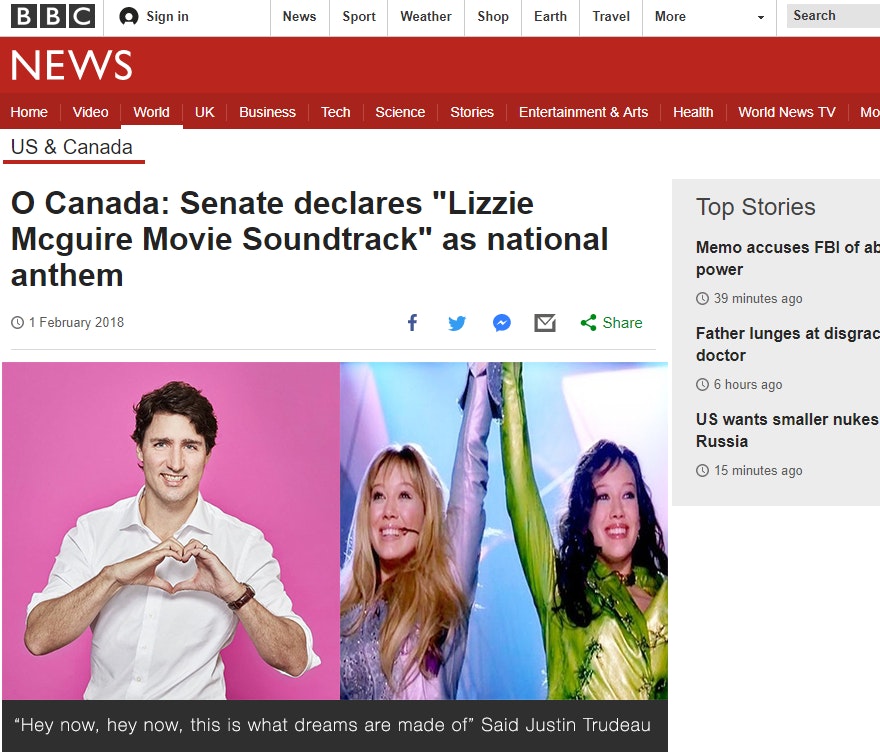 BBC Sign in News Sport Weather Shop Earth Travel More Search
NEWS
Home Video World UK Business Tech Science Stories Entertainment & Arts Health World News TV Mo
US & Canada
O Canada: Senate declares "Lizzie
Mcguire Movie Soundtrack" as national
anthem
1 February 2018
Share
Top Stories
Memo accuses FBI of ab
power
39 minutes ago
Father lunges at disgrac
doctor
6 hours ago
US wants smaller nukes
Russia
15 minutes ago
“Hey now, hey now, this is what dreams are made of” Said Justin Trudeau